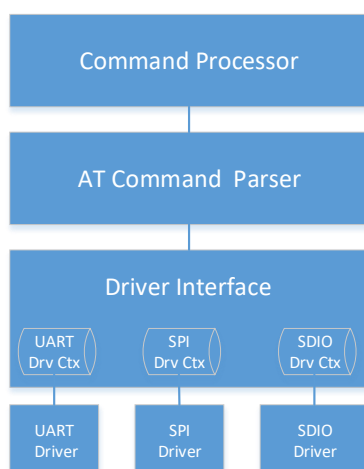 Command Processor
AT Command Parser
Driver Interface
UART
Drv Ctx
SPI
Drv Ctx
SDIO
Drv Ctx
UART
Driver
SPI
Driver
SDIO
Driver